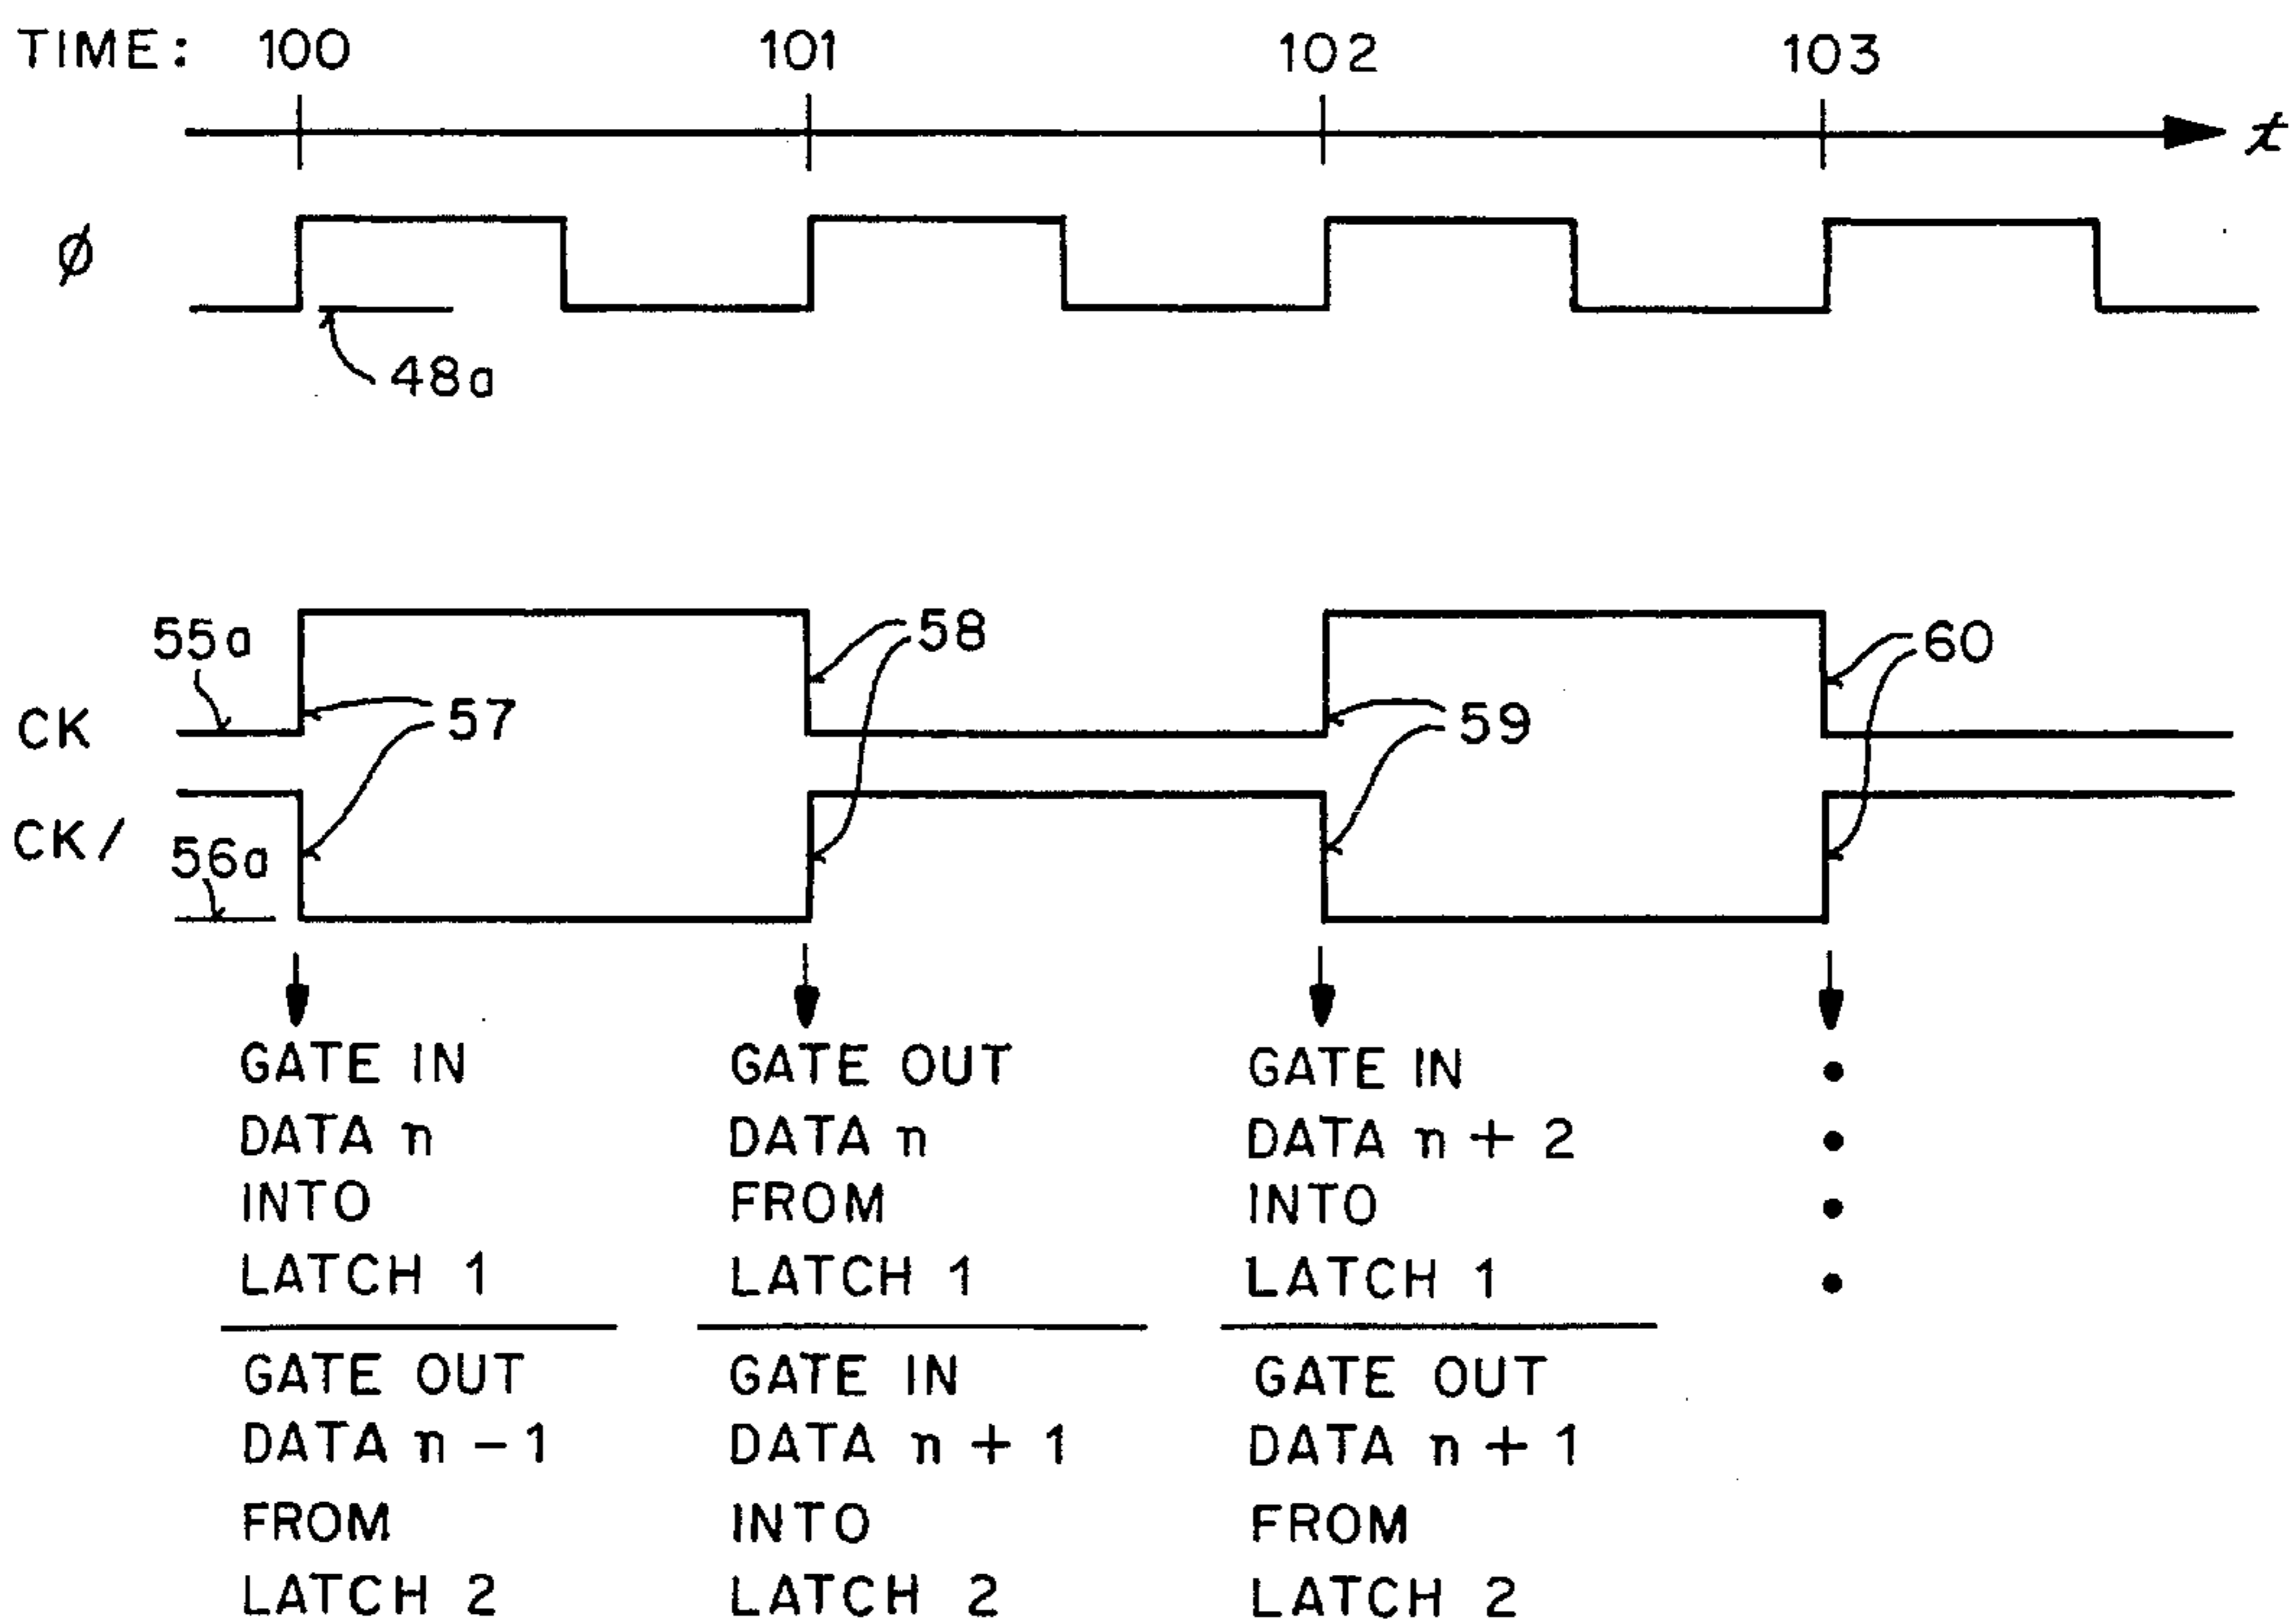 TIME: 100 101 102 103
t
ø
48a
55a
58
60
57
59
CK
CK/
56a
GATE IN
DATA n
INTO
LATCH 1
GATE OUT
DATA n-1
FROM
LATCH 2
GATE OUT
DATA n
FROM
LATCH 1
GATE IN
DATA n + 1
INTO
LATCH 2
GATE IN
DATA n + 2
INTO
LATCH 1
GATE OUT
DATA n + 1
FROM
LATCH 2